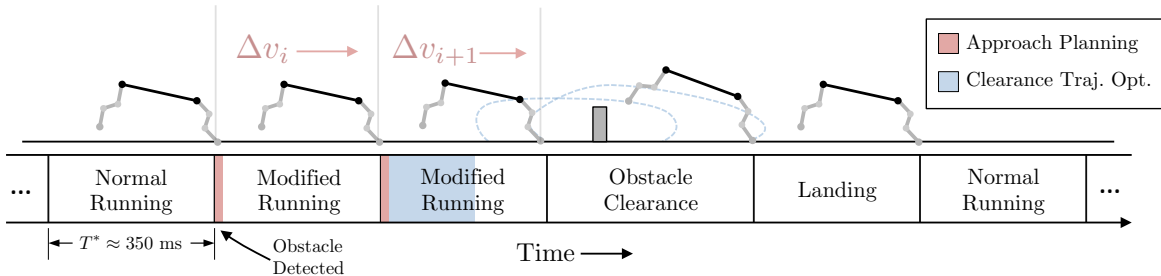 Δv_i
Δv_{i+1}
Approach Planning
Clearance Traj. Opt.
...
Normal
Running
Modified
Running
Modified
Running
Obstacle
Clearance
Landing
Normal
Running
...
T* ≈ 350 ms
Obstacle
Detected
Time